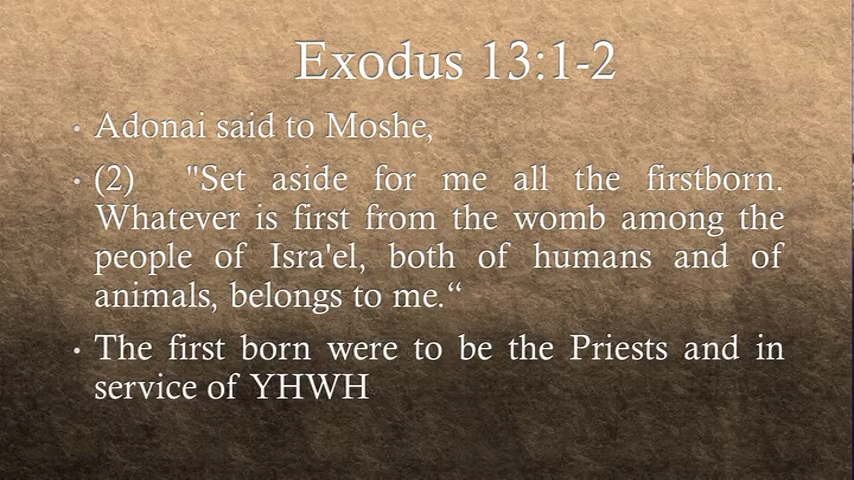 Exodus 13:1-2
• Adonai said to Moshe,
• (2) "Set aside for me all the firstborn.
Whatever is first from the womb among the
people of Isra'el, both of humans and of
animals, belongs to me.“
• The first born were to be the Priests and in
service of YHWH